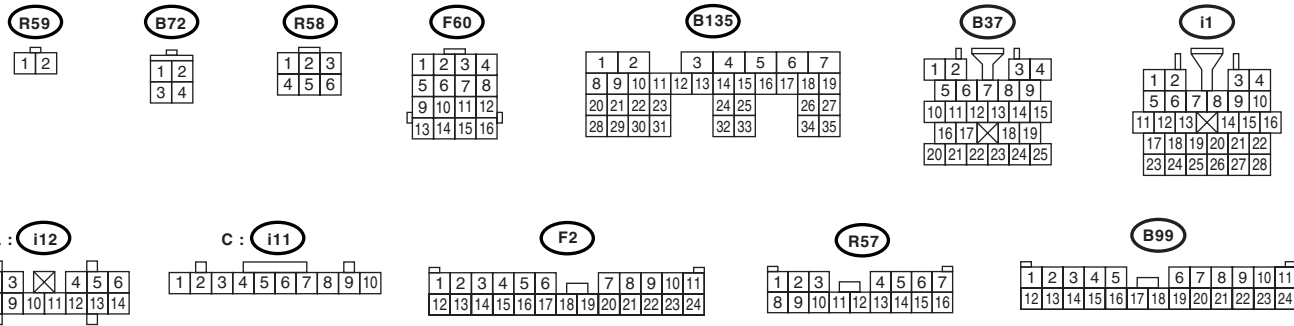 R59 B72 R58 F60 B135 B37 i1
1 2
1 2
3 4
1 2 3
4 5 6
1 2 3 4
5 6 7 8
9 10 11 12
13 14 15 16
1 2 3 4 5 6 7
8 9 10 11 12 13 14 15 16 17 18 19
20 21 22 23 24 25 26 27
28 29 30 31 32 33 34 35
1 2 3 4
5 6 7 8 9
10 11 12 13 14 15
16 17 18 19
20 21 22 23 24 25
1 2 3 4
5 6 7 8 9 10
11 12 13 14 15 16
17 18 19 20 21 22
23 24 25 26 27 28
: i12 C : i11 F2 R57 B99
3 4 5 6
9 10 11 12 13 14
1 2 3 4 5 6 7 8 9 10
1 2 3 4 5 6 7 8 9 10 11
12 13 14 15 16 17 18 19 20 21 22 23 24
1 2 3 4 5 6 7
8 9 10 11 12 13 14 15 16
1 2 3 4 5 6 7 8 9 10 11
12 13 14 15 16 17 18 19 20 21 22 23 24